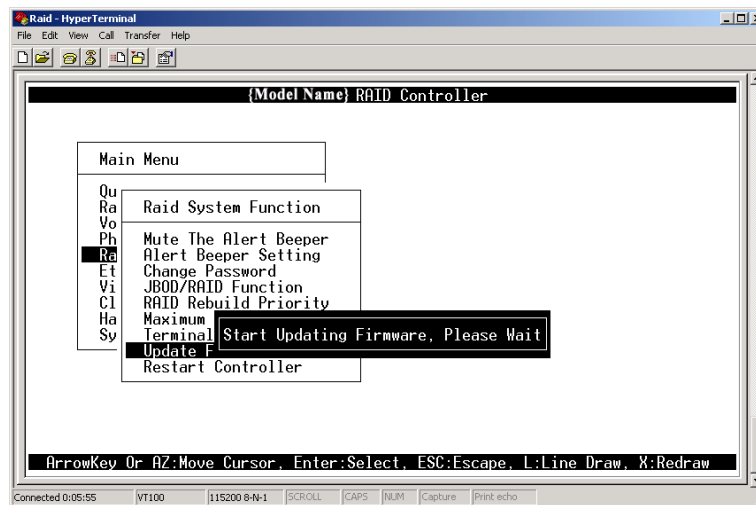 Raid - HyperTerminal
File Edit View Call Transfer Help
{Model Name} RAID Controller
Main Menu
Qu
Ra
Vo
Ph
Ra
Et
Vi
Cl
Ha
Sy
Raid System Function
Mute The Alert Beeper
Alert Beeper Setting
Change Password
JBOD/RAID Function
RAID Rebuild Priority
Maximum
Terminal
Update F
Restart Controller
Start Updating Firmware, Please Wait
ArrowKey Or AZ:Move Cursor, Enter:Select, ESC:Escape, L:Line Draw, X:Redraw
Connected 0:05:55 VT100 115200 8-N-1 SCROLL CAPS NUM Capture Print echo